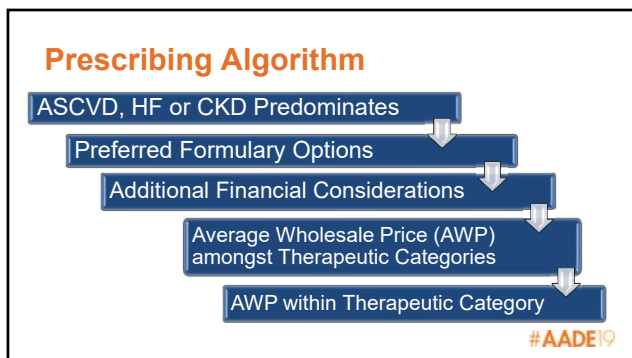 Prescribing Algorithm
ASCVD, HF or CKD Predominates
Preferred Formulary Options
Additional Financial Considerations
Average Wholesale Price (AWP)
amongst Therapeutic Categories
AWP within Therapeutic Category
#AADE19